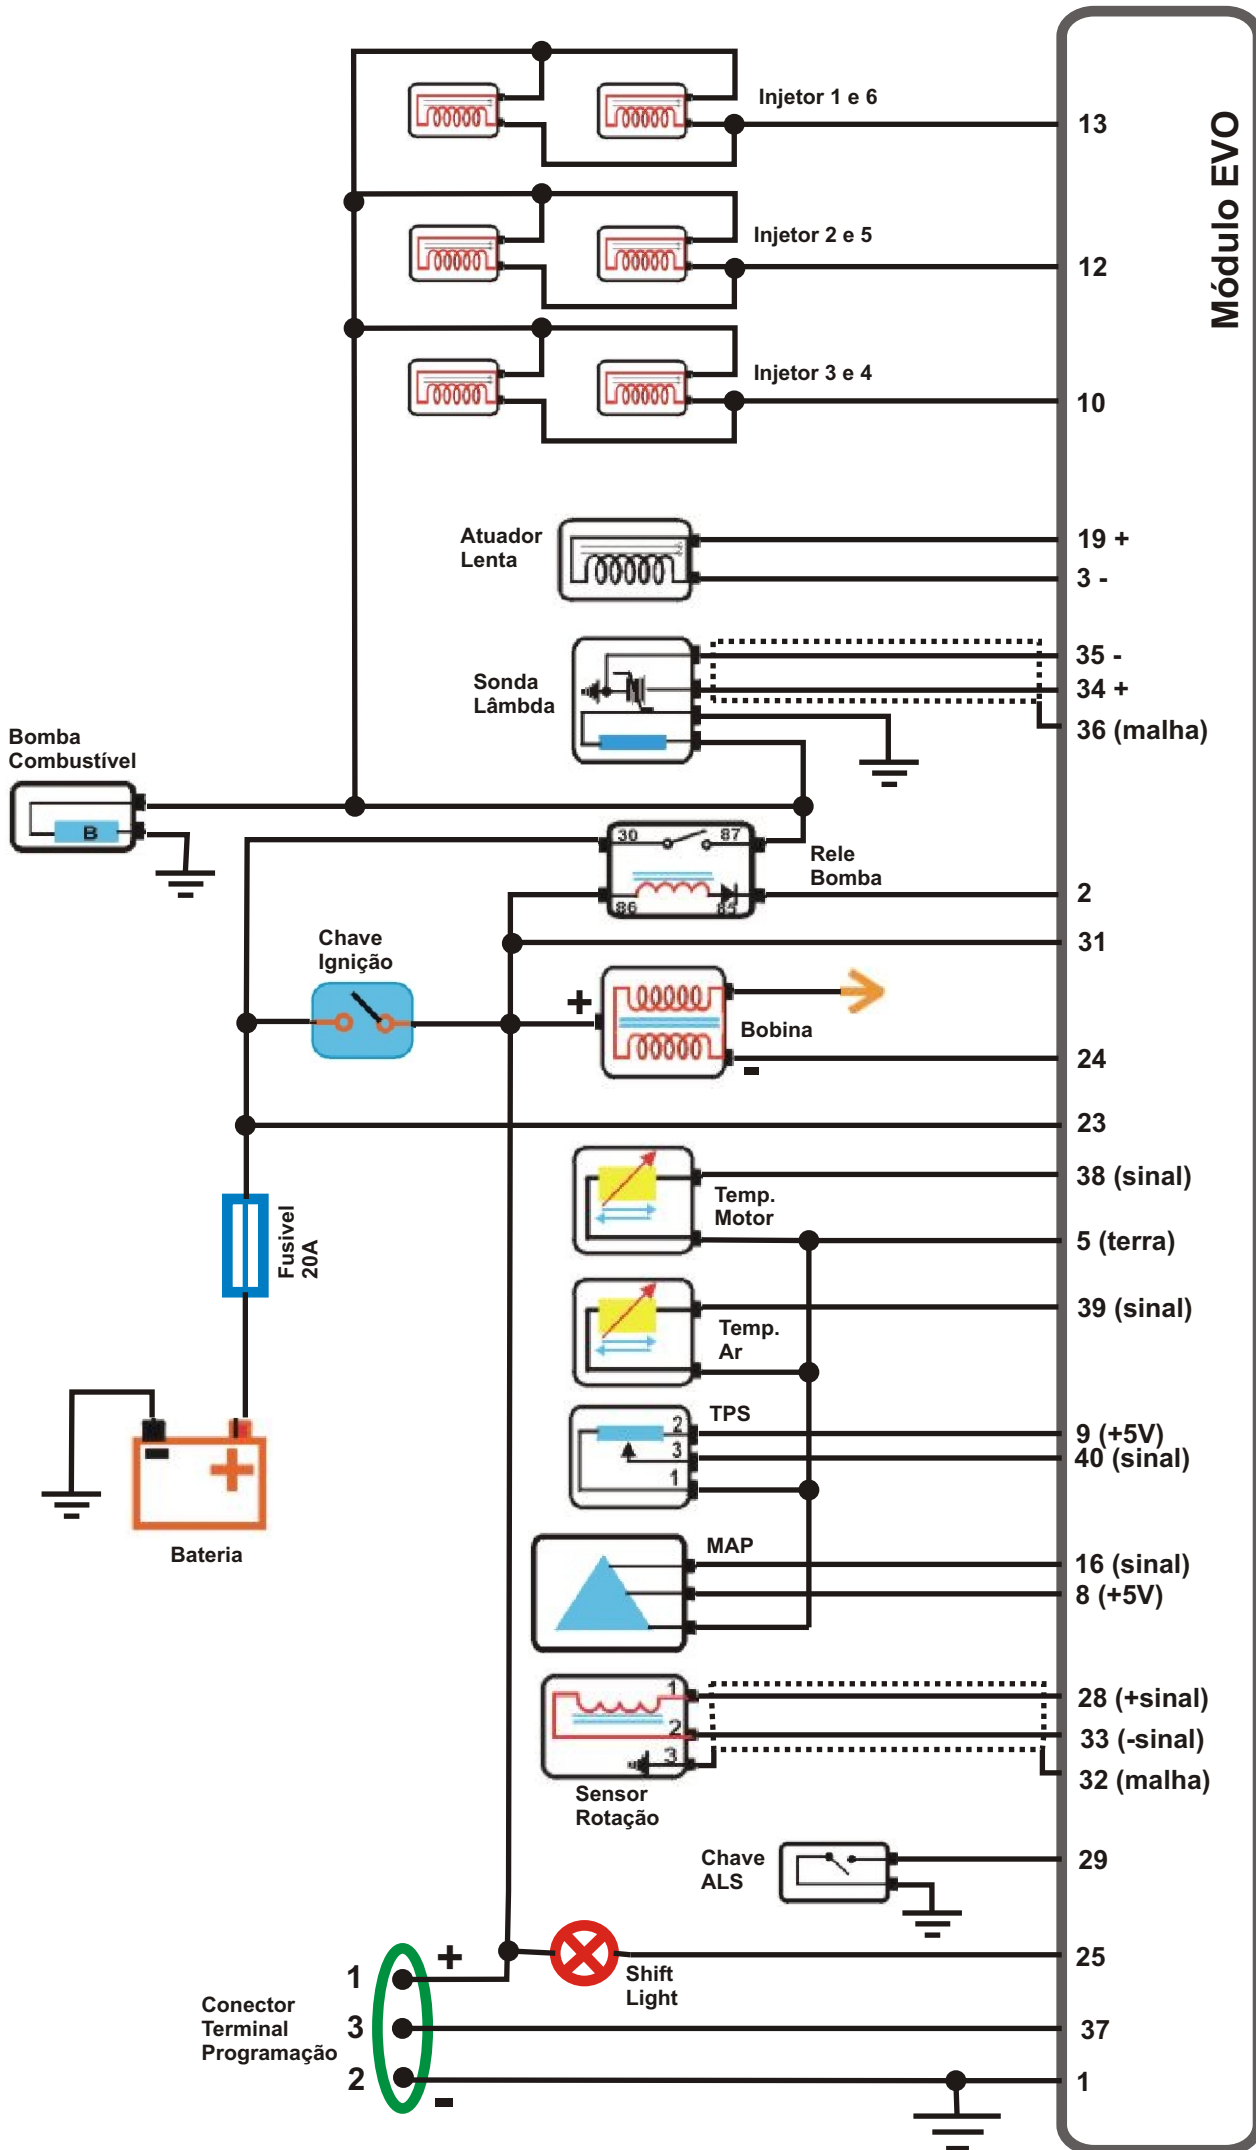 Módulo EVO
Injetor 1 e 6
13
Injetor 2 e 5
12
Injetor 3 e 4
10
Atuador
Lenta
19 +
3 -
Sonda
Lâmbda
35 -
34 +
36 (malha)
Bomba
Combustível
B
30
87
86
85
Rele
Bomba
2
31
Chave
Ignição
+
Bobina
-
24
23
Fusivel
20A
Temp.
Motor
38 (sinal)
5 (terra)
Temp.
Ar
39 (sinal)
TPS
2
3
1
9 (+5V)
40 (sinal)
-
+
Bateria
MAP
16 (sinal)
8 (+5V)
1
2
3
Sensor
Rotação
28 (+sinal)
33 (-sinal)
32 (malha)
Chave
ALS
29
Shift
Light
25
Conector
Terminal
Programação
1
3
2
+
-
37
1